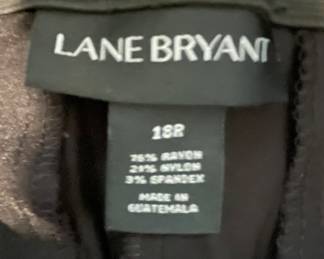 LANE BRYANT
18R
76% RAYON
21% NYLON
3% SPANDEX
MADE IN
GUATEMALA